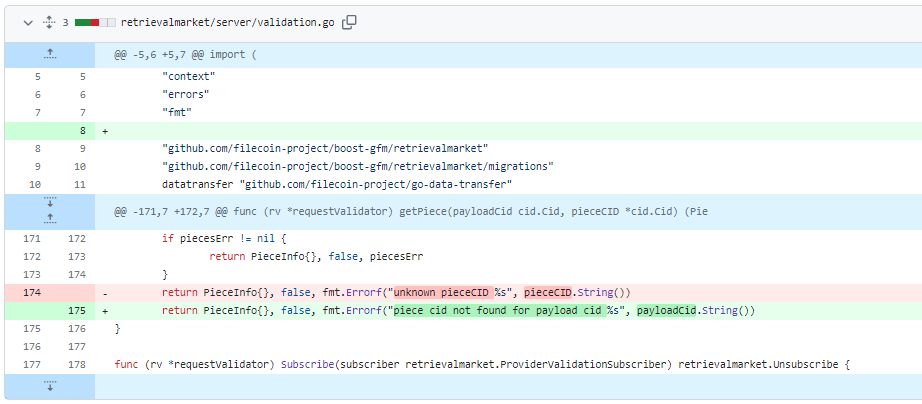 3 retrievalmarket/server/validation.go
@@ -5,6 +5,7 @@ import (
5 5 "context"
6 6 "errors"
7 7 "fmt"
8 +
8 9 "github.com/filecoin-project/boost-gfm/retrievalmarket"
9 10 "github.com/filecoin-project/boost-gfm/retrievalmarket/migrations"
10 11 datatransfer "github.com/filecoin-project/go-data-transfer"
@@ -171,7 +172,7 @@ func (rv *requestValidator) getPiece(payloadCid cid.Cid, pieceCID *cid.Cid) (Pie
171 172 if piecesErr != nil {
172 173 return PieceInfo{}, false, piecesErr
173 174 }
174 - return PieceInfo{}, false, fmt.Errorf("unknown pieceCID %s", pieceCID.String())
175 + return PieceInfo{}, false, fmt.Errorf("piece cid not found for payload cid %s", payloadCid.String())
175 176 }
176 177
177 178 func (rv *requestValidator) Subscribe(subscriber retrievalmarket.ProviderValidationSubscriber) retrievalmarket.Unsubscribe {